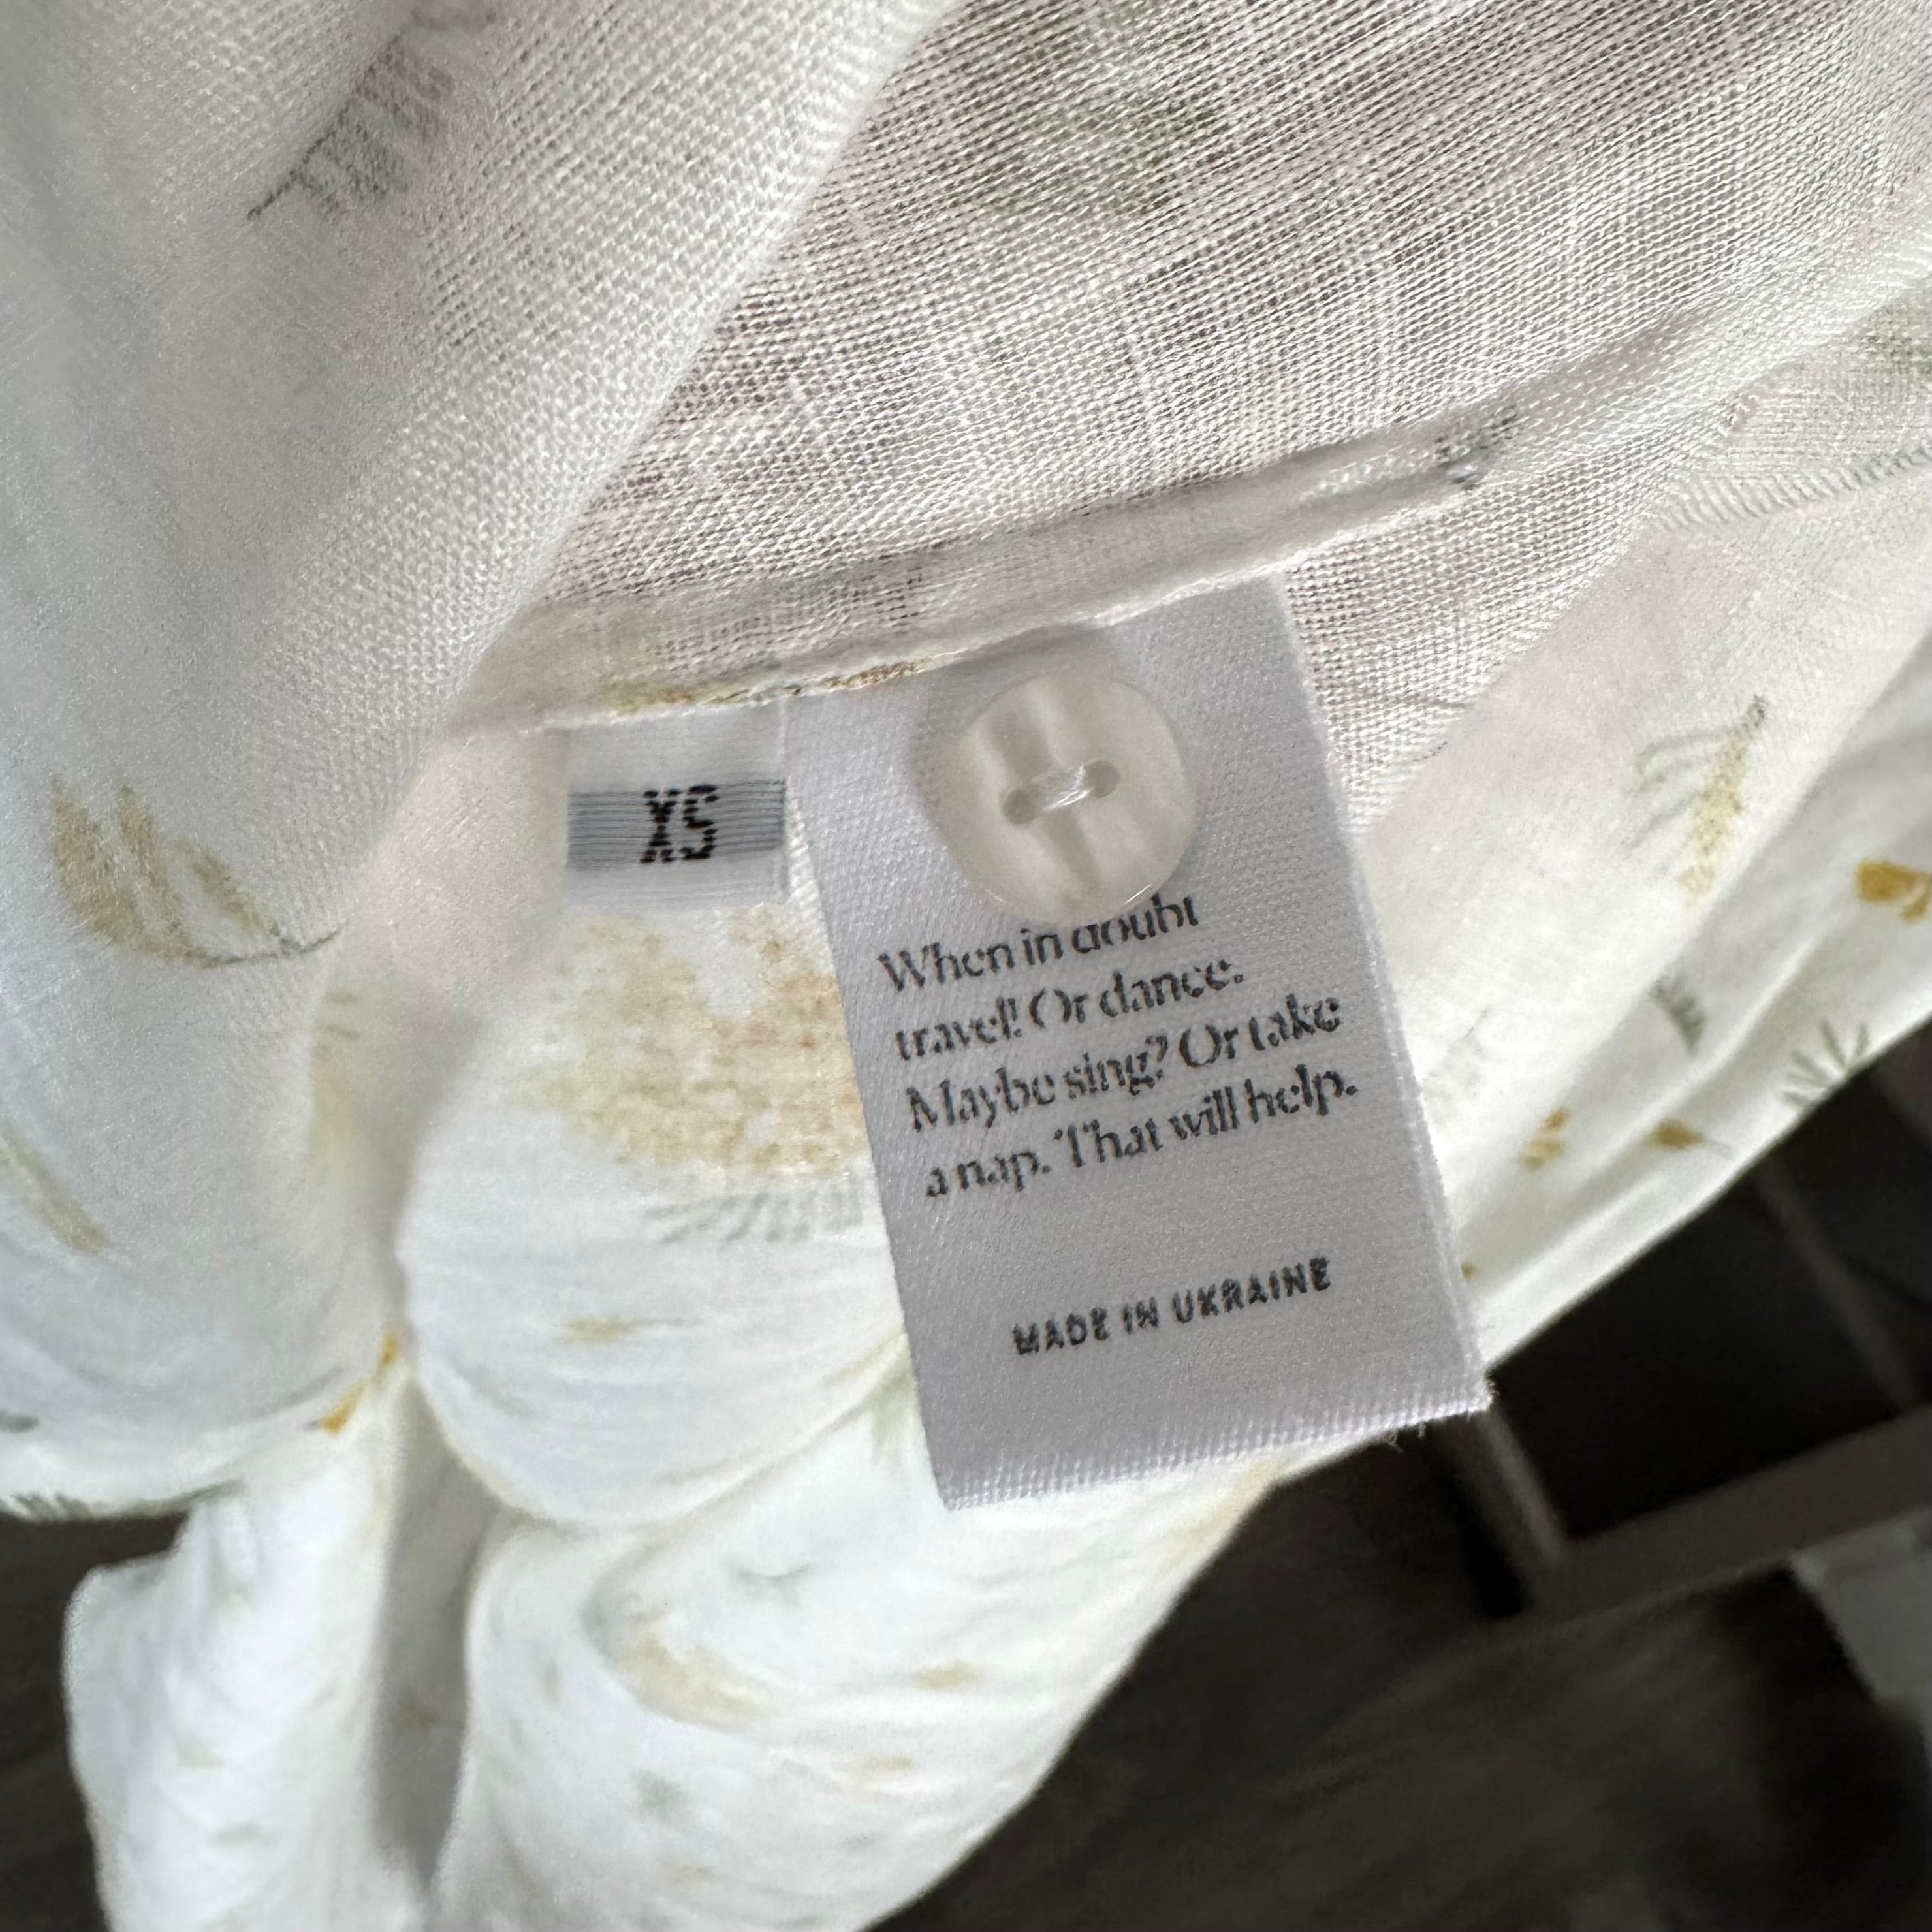 XS
When in doubt
travel! Or dance.
Maybe sing? Or take
a nap. That will help.
MADE IN UKRAINE